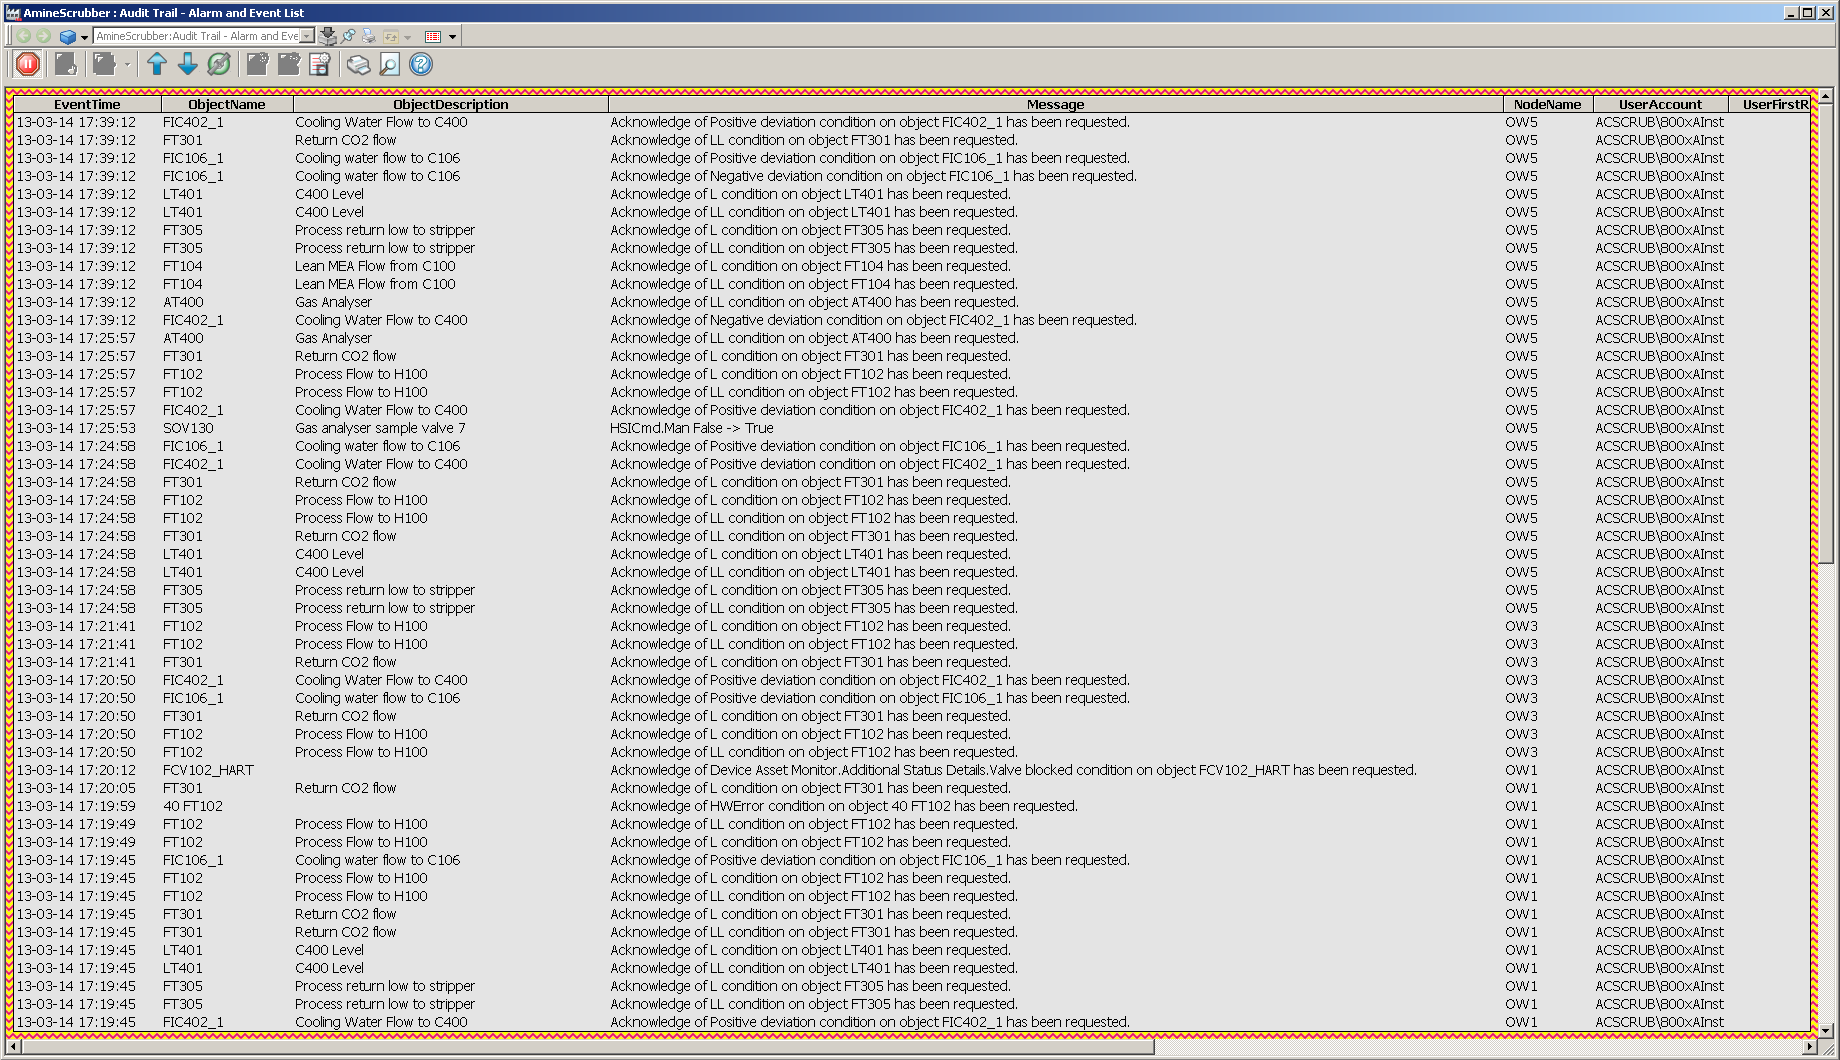 AmineScrubber : Audit Trail - Alarm and Event List
AmineScrubber:Audit Trail - Alarm and Eve
EventTime ObjectName ObjectDescription Message NodeName UserAccount UserFirstR
13-03-14 17:39:12 FIC402_1 Cooling Water Flow to C400 Acknowledge of Positive deviation condition on object FIC402_1 has been requested. OW5 ACSCRUB\800xAInst
13-03-14 17:39:12 FT301 Return CO2 flow Acknowledge of LL condition on object FT301 has been requested. OW5 ACSCRUB\800xAInst
13-03-14 17:39:12 FIC106_1 Cooling water flow to C106 Acknowledge of Positive deviation condition on object FIC106_1 has been requested. OW5 ACSCRUB\800xAInst
13-03-14 17:39:12 FIC106_1 Cooling water flow to C106 Acknowledge of Negative deviation condition on object FIC106_1 has been requested. OW5 ACSCRUB\800xAInst
13-03-14 17:39:12 LT401 C400 Level Acknowledge of L condition on object LT401 has been requested. OW5 ACSCRUB\800xAInst
13-03-14 17:39:12 LT401 C400 Level Acknowledge of LL condition on object LT401 has been requested. OW5 ACSCRUB\800xAInst
13-03-14 17:39:12 FT305 Process return low to stripper Acknowledge of L condition on object FT305 has been requested. OW5 ACSCRUB\800xAInst
13-03-14 17:39:12 FT305 Process return low to stripper Acknowledge of LL condition on object FT305 has been requested. OW5 ACSCRUB\800xAInst
13-03-14 17:39:12 FT104 Lean MEA Flow from C100 Acknowledge of L condition on object FT104 has been requested. OW5 ACSCRUB\800xAInst
13-03-14 17:39:12 FT104 Lean MEA Flow from C100 Acknowledge of LL condition on object FT104 has been requested. OW5 ACSCRUB\800xAInst
13-03-14 17:39:12 AT400 Gas Analyser Acknowledge of LL condition on object AT400 has been requested. OW5 ACSCRUB\800xAInst
13-03-14 17:39:12 FIC402_1 Cooling Water Flow to C400 Acknowledge of Negative deviation condition on object FIC402_1 has been requested. OW5 ACSCRUB\800xAInst
13-03-14 17:25:57 AT400 Gas Analyser Acknowledge of LL condition on object AT400 has been requested. OW5 ACSCRUB\800xAInst
13-03-14 17:25:57 FT301 Return CO2 flow Acknowledge of L condition on object FT301 has been requested. OW5 ACSCRUB\800xAInst
13-03-14 17:25:57 FT102 Process Flow to H100 Acknowledge of L condition on object FT102 has been requested. OW5 ACSCRUB\800xAInst
13-03-14 17:25:57 FT102 Process Flow to H100 Acknowledge of LL condition on object FT102 has been requested. OW5 ACSCRUB\800xAInst
13-03-14 17:25:57 FIC402_1 Cooling Water Flow to C400 Acknowledge of Positive deviation condition on object FIC402_1 has been requested. OW5 ACSCRUB\800xAInst
13-03-14 17:25:53 SOV130 Gas analyser sample valve 7 HSICmd.Man False -> True OW5 ACSCRUB\800xAInst
13-03-14 17:24:58 FIC106_1 Cooling water flow to C106 Acknowledge of Positive deviation condition on object FIC106_1 has been requested. OW5 ACSCRUB\800xAInst
13-03-14 17:24:58 FIC402_1 Cooling Water Flow to C400 Acknowledge of Positive deviation condition on object FIC402_1 has been requested. OW5 ACSCRUB\800xAInst
13-03-14 17:24:58 FT301 Return CO2 flow Acknowledge of L condition on object FT301 has been requested. OW5 ACSCRUB\800xAInst
13-03-14 17:24:58 FT102 Process Flow to H100 Acknowledge of L condition on object FT102 has been requested. OW5 ACSCRUB\800xAInst
13-03-14 17:24:58 FT102 Process Flow to H100 Acknowledge of LL condition on object FT102 has been requested. OW5 ACSCRUB\800xAInst
13-03-14 17:24:58 FT301 Return CO2 flow Acknowledge of LL condition on object FT301 has been requested. OW5 ACSCRUB\800xAInst
13-03-14 17:24:58 LT401 C400 Level Acknowledge of L condition on object LT401 has been requested. OW5 ACSCRUB\800xAInst
13-03-14 17:24:58 LT401 C400 Level Acknowledge of LL condition on object LT401 has been requested. OW5 ACSCRUB\800xAInst
13-03-14 17:24:58 FT305 Process return low to stripper Acknowledge of L condition on object FT305 has been requested. OW5 ACSCRUB\800xAInst
13-03-14 17:24:58 FT305 Process return low to stripper Acknowledge of LL condition on object FT305 has been requested. OW5 ACSCRUB\800xAInst
13-03-14 17:21:41 FT102 Process Flow to H100 Acknowledge of L condition on object FT102 has been requested. OW3 ACSCRUB\800xAInst
13-03-14 17:21:41 FT102 Process Flow to H100 Acknowledge of LL condition on object FT102 has been requested. OW3 ACSCRUB\800xAInst
13-03-14 17:21:41 FT301 Return CO2 flow Acknowledge of L condition on object FT301 has been requested. OW3 ACSCRUB\800xAInst
13-03-14 17:20:50 FIC402_1 Cooling Water Flow to C400 Acknowledge of Positive deviation condition on object FIC402_1 has been requested. OW3 ACSCRUB\800xAInst
13-03-14 17:20:50 FIC106_1 Cooling water flow to C106 Acknowledge of Positive deviation condition on object FIC106_1 has been requested. OW3 ACSCRUB\800xAInst
13-03-14 17:20:50 FT301 Return CO2 flow Acknowledge of L condition on object FT301 has been requested. OW3 ACSCRUB\800xAInst
13-03-14 17:20:50 FT102 Process Flow to H100 Acknowledge of L condition on object FT102 has been requested. OW3 ACSCRUB\800xAInst
13-03-14 17:20:50 FT102 Process Flow to H100 Acknowledge of LL condition on object FT102 has been requested. OW3 ACSCRUB\800xAInst
13-03-14 17:20:12 FCV102_HART Acknowledge of Device Asset Monitor.Additional Status Details.Valve blocked condition on object FCV102_HART has been requested. OW1 ACSCRUB\800xAInst
13-03-14 17:20:05 FT301 Return CO2 flow Acknowledge of L condition on object FT301 has been requested. OW1 ACSCRUB\800xAInst
13-03-14 17:19:59 40 FT102 Acknowledge of HWError condition on object 40 FT102 has been requested. OW1 ACSCRUB\800xAInst
13-03-14 17:19:49 FT102 Process Flow to H100 Acknowledge of LL condition on object FT102 has been requested. OW1 ACSCRUB\800xAInst
13-03-14 17:19:49 FT102 Process Flow to H100 Acknowledge of L condition on object FT102 has been requested. OW1 ACSCRUB\800xAInst
13-03-14 17:19:45 FIC106_1 Cooling water flow to C106 Acknowledge of Positive deviation condition on object FIC106_1 has been requested. OW1 ACSCRUB\800xAInst
13-03-14 17:19:45 FT102 Process Flow to H100 Acknowledge of L condition on object FT102 has been requested. OW1 ACSCRUB\800xAInst
13-03-14 17:19:45 FT102 Process Flow to H100 Acknowledge of LL condition on object FT102 has been requested. OW1 ACSCRUB\800xAInst
13-03-14 17:19:45 FT301 Return CO2 flow Acknowledge of L condition on object FT301 has been requested. OW1 ACSCRUB\800xAInst
13-03-14 17:19:45 FT301 Return CO2 flow Acknowledge of LL condition on object FT301 has been requested. OW1 ACSCRUB\800xAInst
13-03-14 17:19:45 LT401 C400 Level Acknowledge of L condition on object LT401 has been requested. OW1 ACSCRUB\800xAInst
13-03-14 17:19:45 LT401 C400 Level Acknowledge of LL condition on object LT401 has been requested. OW1 ACSCRUB\800xAInst
13-03-14 17:19:45 FT305 Process return low to stripper Acknowledge of L condition on object FT305 has been requested. OW1 ACSCRUB\800xAInst
13-03-14 17:19:45 FT305 Process return low to stripper Acknowledge of LL condition on object FT305 has been requested. OW1 ACSCRUB\800xAInst
13-03-14 17:19:45 FIC402_1 Cooling Water Flow to C400 Acknowledge of Positive deviation condition on object FIC402_1 has been requested. OW1 ACSCRUB\800xAInst